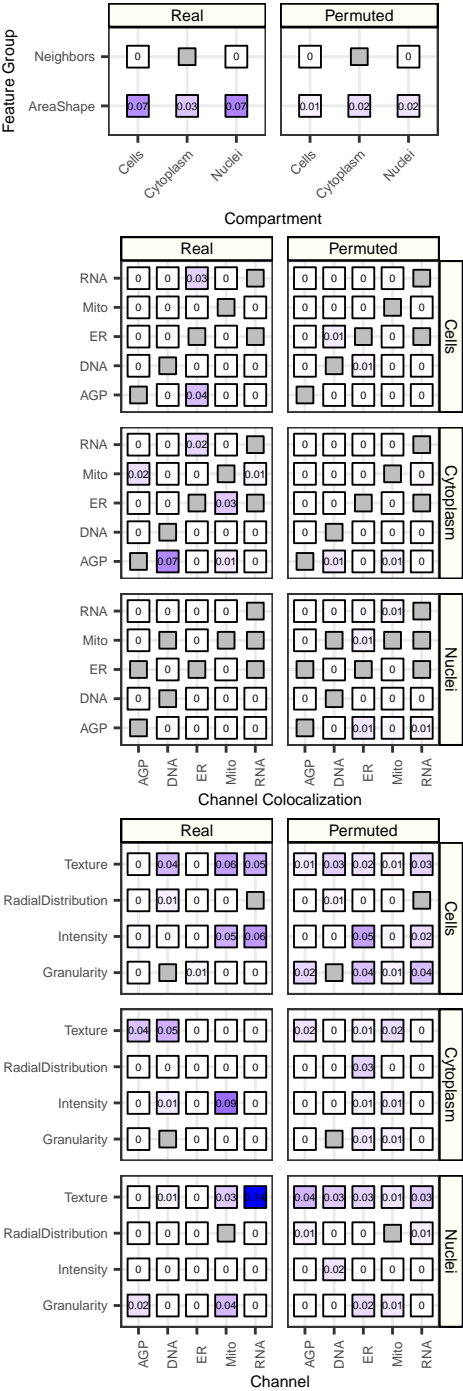 Feature Group
Real Permuted
Neighbors 0 0 0 0
AreaShape 0.07 0.03 0.07 0.01 0.02 0.02
Cells Cytoplasm Nuclei Cells Cytoplasm Nuclei
Compartment
Real Permuted
Cells
RNA 0 0 0.03 0 0 0 0 0
Mito 0 0 0 0 0 0 0 0
ER 0 0 0 0 0.01 0
DNA 0 0 0 0 0 0.01 0 0
AGP 0 0.04 0 0 0 0 0 0
Cytoplasm
RNA 0 0 0.02 0 0 0 0 0
Mito 0.02 0 0 0.01 0 0 0 0
ER 0 0 0.03 0 0 0
DNA 0 0 0 0 0 0 0 0
AGP 0.07 0 0.01 0 0.01 0 0.01 0
Nuclei
RNA 0 0 0 0 0 0 0 0.01
Mito 0 0 0 0.01
ER 0 0 0 0
DNA 0 0 0 0 0 0 0 0
AGP 0 0 0 0 0 0.01 0 0.01
AGP DNA ER Mito RNA AGP DNA ER Mito RNA
Channel Colocalization
Real Permuted
Cells
Texture 0 0.04 0 0.06 0.05 0.01 0.03 0.02 0.01 0.03
RadialDistribution 0 0.01 0 0 0 0.01 0 0
Intensity 0 0 0 0.05 0.06 0 0 0.05 0 0.02
Granularity 0 0.01 0 0 0.02 0.04 0.01 0.04
Cytoplasm
Texture 0.04 0.05 0 0 0 0.02 0 0.01 0.02 0
RadialDistribution 0 0 0 0 0 0 0 0.03 0 0
Intensity 0 0.01 0 0.09 0 0 0 0.01 0.01 0
Granularity 0 0 0 0 0 0.01 0.01 0
Nuclei
Texture 0 0.01 0 0.03 0.14 0.04 0.03 0.03 0.01 0.03
RadialDistribution 0 0 0 0 0.01 0 0 0.01
Intensity 0 0 0 0 0 0 0.02 0 0 0
Granularity 0.02 0 0 0.04 0 0 0 0.02 0.01 0
AGP DNA ER Mito RNA AGP DNA ER Mito RNA
Channel